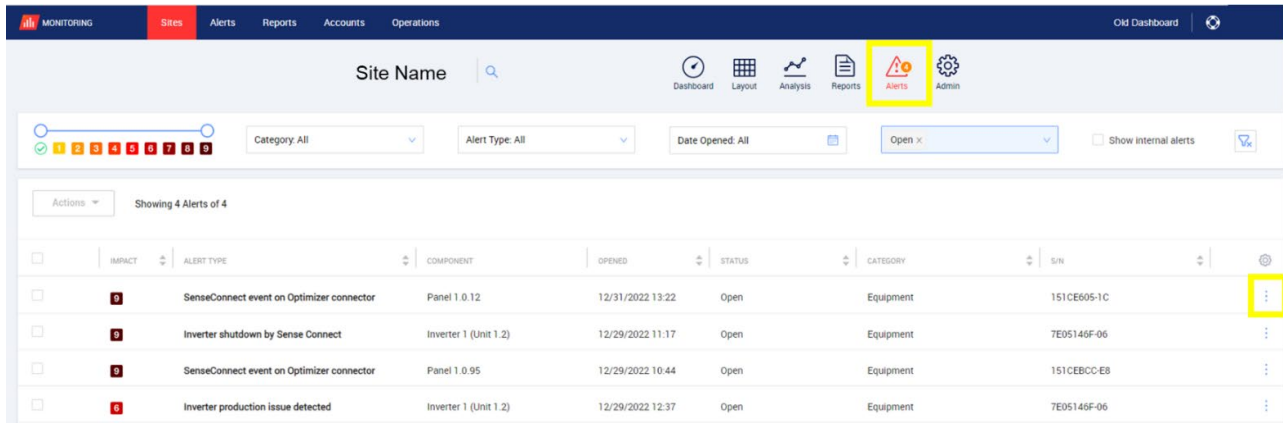 MONITORING Sites Alerts Reports Accounts Operations Old Dashboard
Site Name
4
Dashboard Layout Analysis Reports Alerts Admin
Category: All Alert Type: All Date Opened: All Open × Show internal alerts
1 2 3 4 5 6 7 8 9
Actions Showing 4 Alerts of 4
IMPACT ALERT TYPE COMPONENT OPENED STATUS CATEGORY S/N
9 SenseConnect event on Optimizer connector Panel 1.0.12 12/31/2022 13:22 Open Equipment 151CE605-1C
9 Inverter shutdown by Sense Connect Inverter 1 (Unit 1.2) 12/29/2022 11:17 Open Equipment 7E05146F-06
9 SenseConnect event on Optimizer connector Panel 1.0.95 12/29/2022 10:44 Open Equipment 151CEBCC-E8
6 Inverter production issue detected Inverter 1 (Unit 1.2) 12/29/2022 12:37 Open Equipment 7E05146F-06